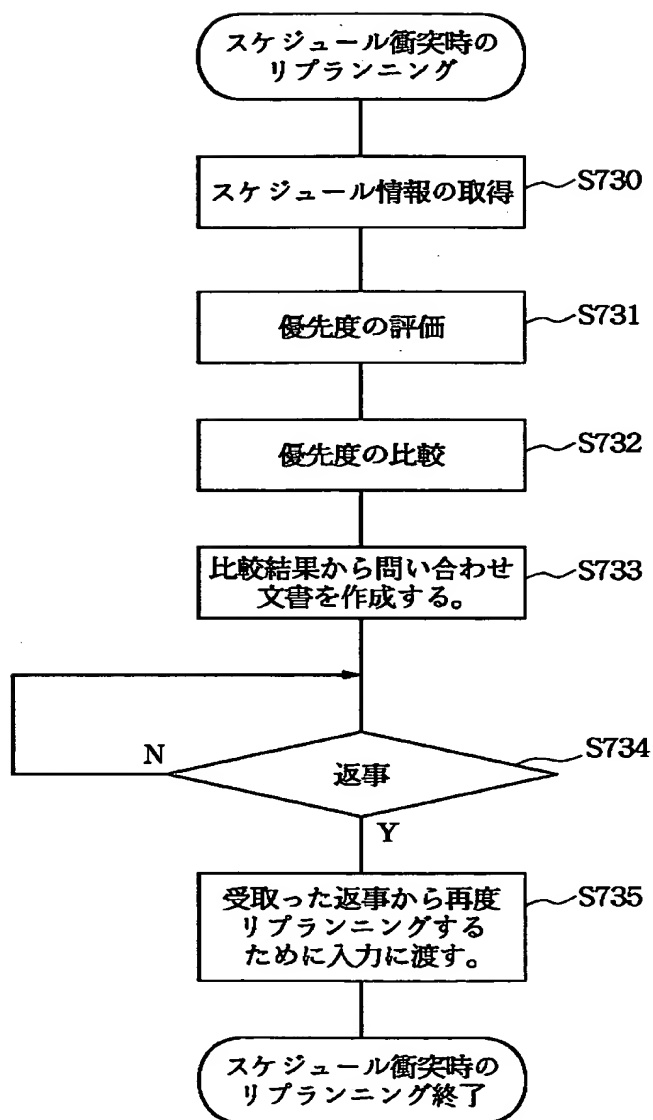 スケジュール衝突時の
リプランニング
スケジュール情報の取得
S730
優先度の評価
S731
優先度の比較
S732
比較結果から問い合わせ
文書を作成する。
S733
返事
S734
N
Y
受取った返事から再度
リプランニングする
ために入力に渡す。
S735
スケジュール衝突時の
リプランニング終了